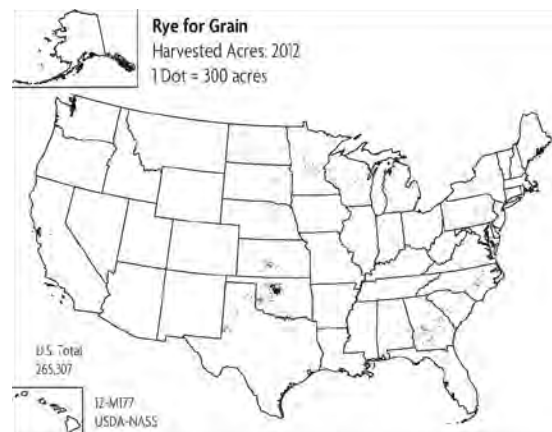 Rye for Grain
Harvested Acres: 2012
1 Dot = 300 acres
U.S. Total
265,307
12-M177
USDA-NASS